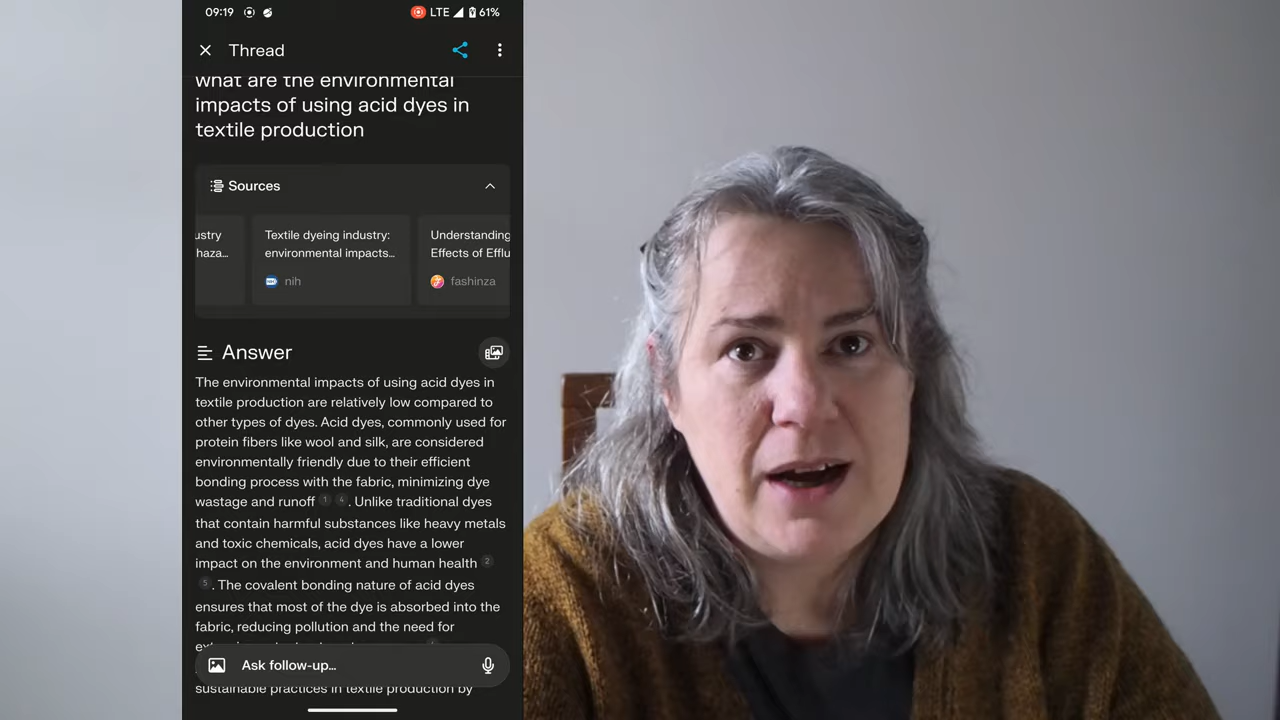 09:19 LTE 61%
Thread
what are the environmental
impacts of using acid dyes in
textile production
Sources
ustry
haza…
Textile dyeing industry:
environmental impacts…
nih
Understanding
Effects of Efflu
fashinza
Answer
The environmental impacts of using acid dyes in
textile production are relatively low compared to
other types of dyes. Acid dyes, commonly used for
protein fibers like wool and silk, are considered
environmentally friendly due to their efficient
bonding process with the fabric, minimizing dye
wastage and runoff 1 4 . Unlike traditional dyes
that contain harmful substances like heavy metals
and toxic chemicals, acid dyes have a lower
impact on the environment and human health 2
5 . The covalent bonding nature of acid dyes
ensures that most of the dye is absorbed into the
fabric, reducing pollution and the need for
Ask follow-up...
sustainable practices in textile production by